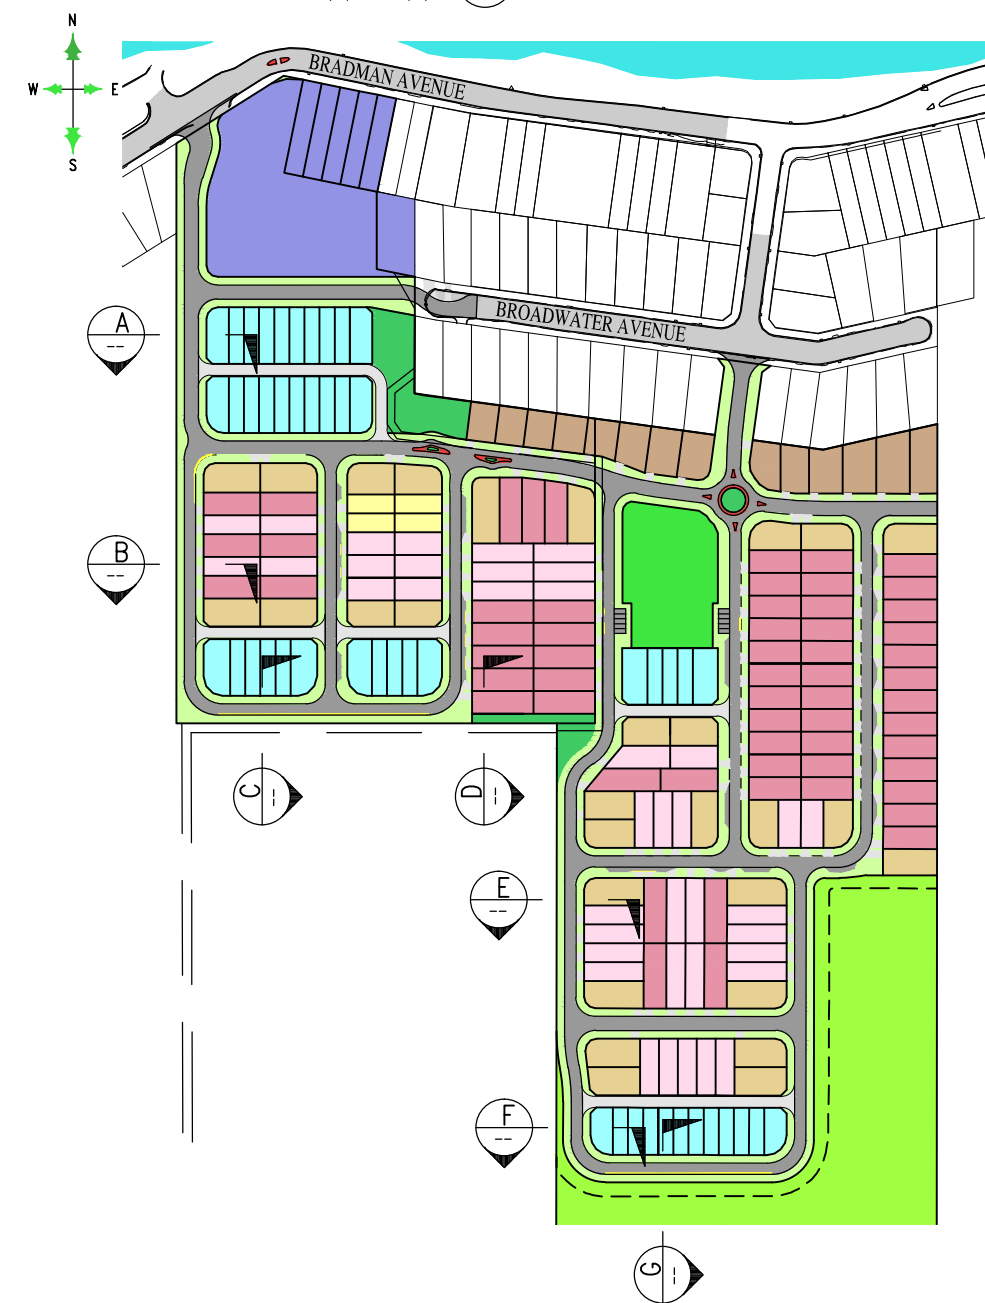 N
W E
S
BRADMAN AVENUE
BROADWATER AVENUE
A
--
B
--
C
--
D
--
E
--
F
--
G
--